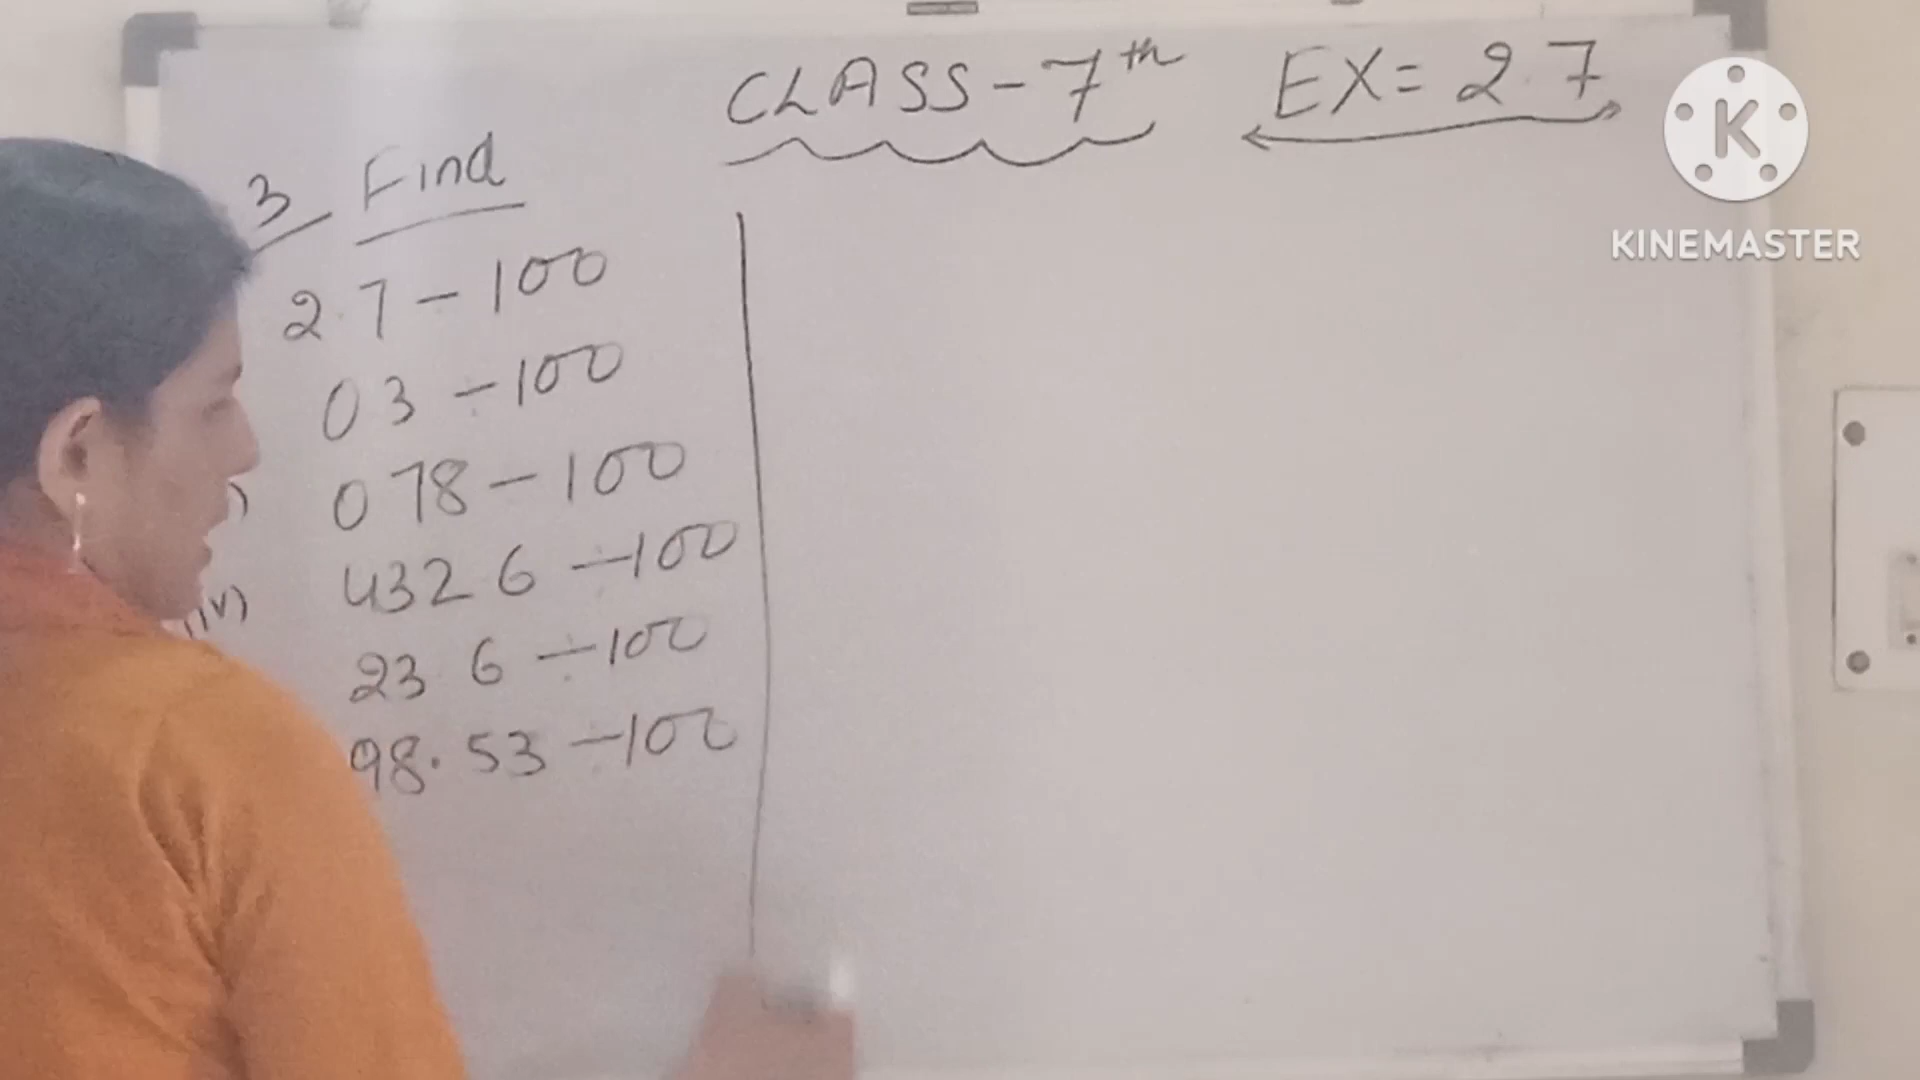 CLASS-7th EX= 2.7
3 Find
2.7 ÷ 100
0.3 ÷ 100
) 0.78 ÷ 100
iv) 432.6 ÷ 100
23.6 ÷ 100
98.53 ÷ 100
K
KINEMASTER